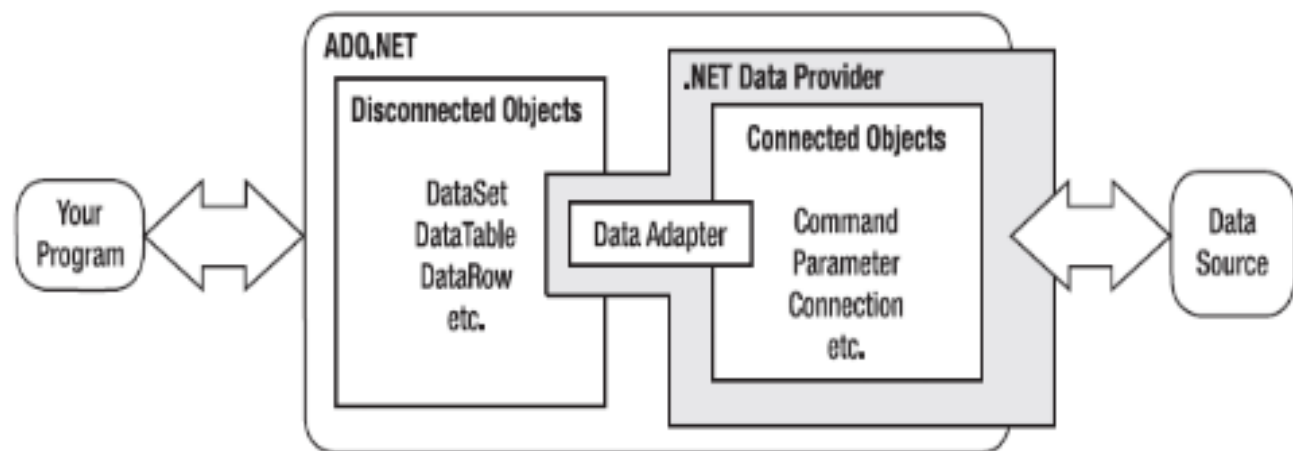 ADO.NET
.NET Data Provider
Disconnected Objects
Connected Objects
DataSet
DataTable
DataRow
etc.
Data Adapter
Command
Parameter
Connection
etc.
Your
Program
Data
Source